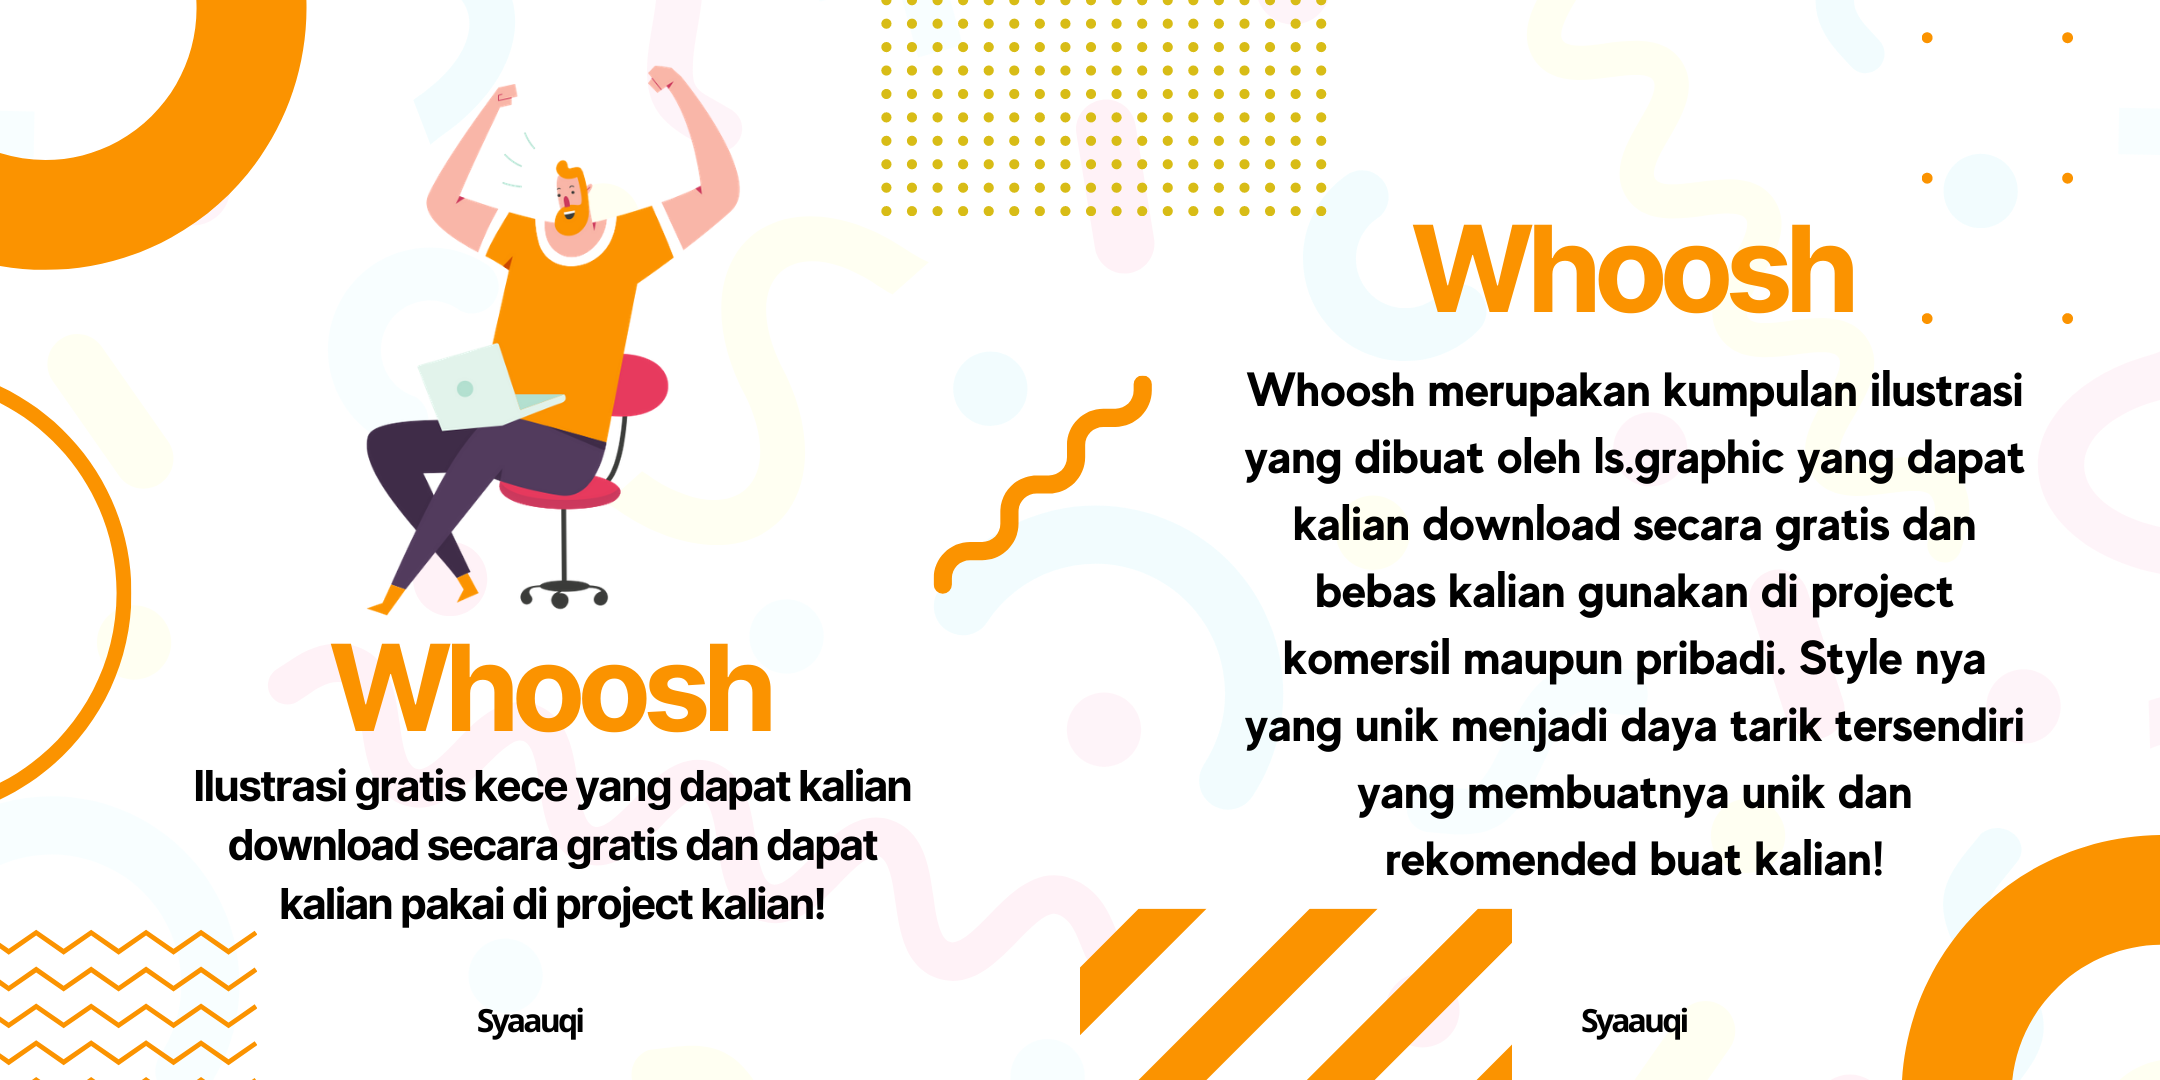 Whoosh
Ilustrasi gratis kece yang dapat kalian
download secara gratis dan dapat
kalian pakai di project kalian!
Syaauqi
Whoosh
Whoosh merupakan kumpulan ilustrasi
yang dibuat oleh ls.graphic yang dapat
kalian download secara gratis dan
bebas kalian gunakan di project
komersil maupun pribadi. Style nya
yang unik menjadi daya tarik tersendiri
yang membuatnya unik dan
rekomended buat kalian!
Syaauqi